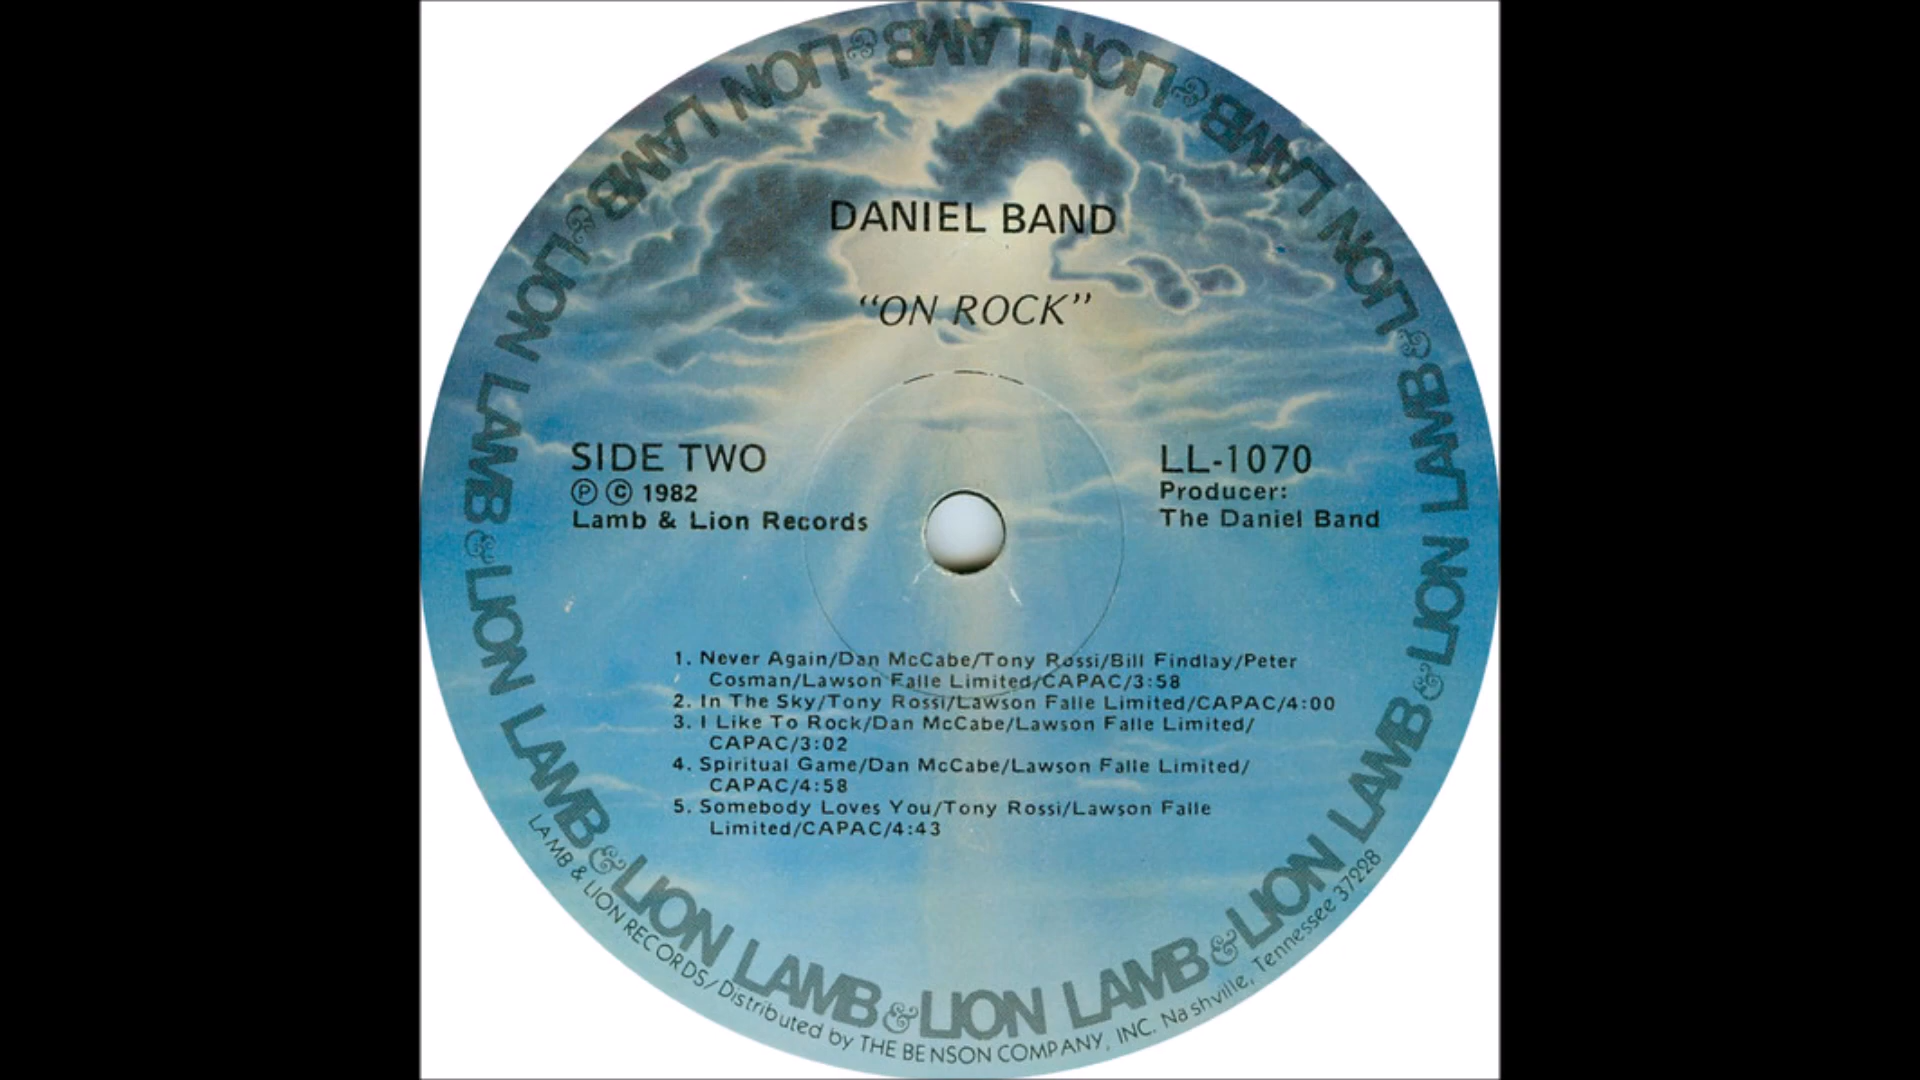 DANIEL BAND
“ON ROCK”
SIDE TWO
Ⓟ © 1982
Lamb & Lion Records
LL-1070
Producer:
The Daniel Band
1. Never Again/Dan McCabe/Tony Rossi/Bill Findlay/Peter
Cosman/Lawson Falle Limited/CAPAC/3:58
2. In The Sky/Tony Rossi/Lawson Falle Limited/CAPAC/4:00
3. I Like To Rock/Dan McCabe/Lawson Falle Limited/
CAPAC/3:02
4. Spiritual Game/Dan McCabe/Lawson Falle Limited/
CAPAC/4:58
5. Somebody Loves You/Tony Rossi/Lawson Falle
Limited/CAPAC/4:43
LAMB & LION LAMB & LION LAMB & LION LAMB & LION LAMB & LION LAMB & LION LAMB & LION LAMB & LION LAMB & LION
LAMB & LION RECORDS/Distributed by THE BENSON COMPANY, INC. Nashville, Tennessee 37228